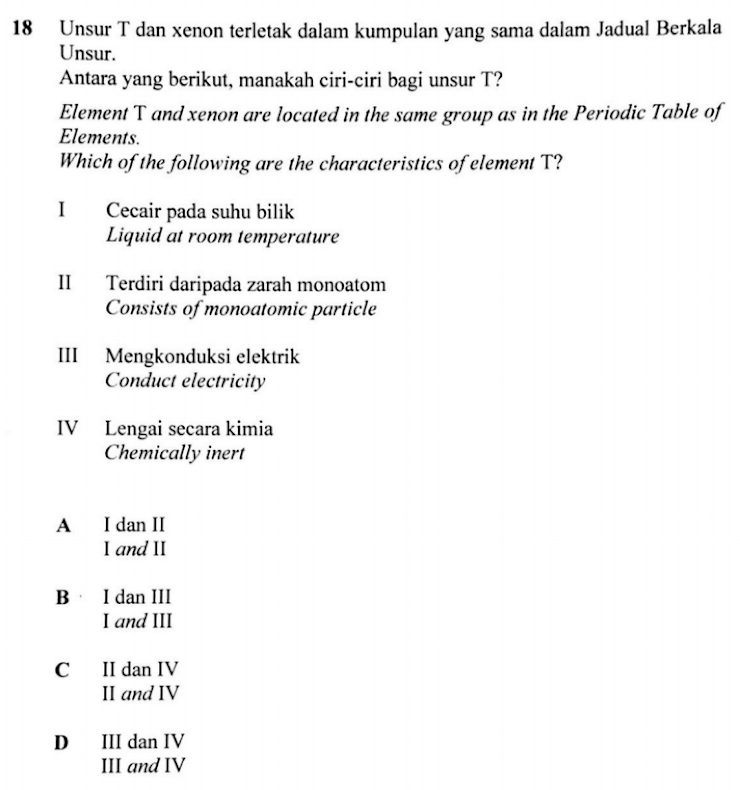 18 Unsur T dan xenon terletak dalam kumpulan yang sama dalam Jadual Berkala
Unsur.
Antara yang berikut, manakah ciri-ciri bagi unsur T?
Element T and xenon are located in the same group as in the Periodic Table of
Elements.
Which of the following are the characteristics of element T?
I Cecair pada suhu bilik
Liquid at room temperature
II Terdiri daripada zarah monoatom
Consists of monoatomic particle
III Mengkonduksi elektrik
Conduct electricity
IV Lengai secara kimia
Chemically inert
A I dan II
I and II
B I dan III
I and III
C II dan IV
II and IV
D III dan IV
III and IV